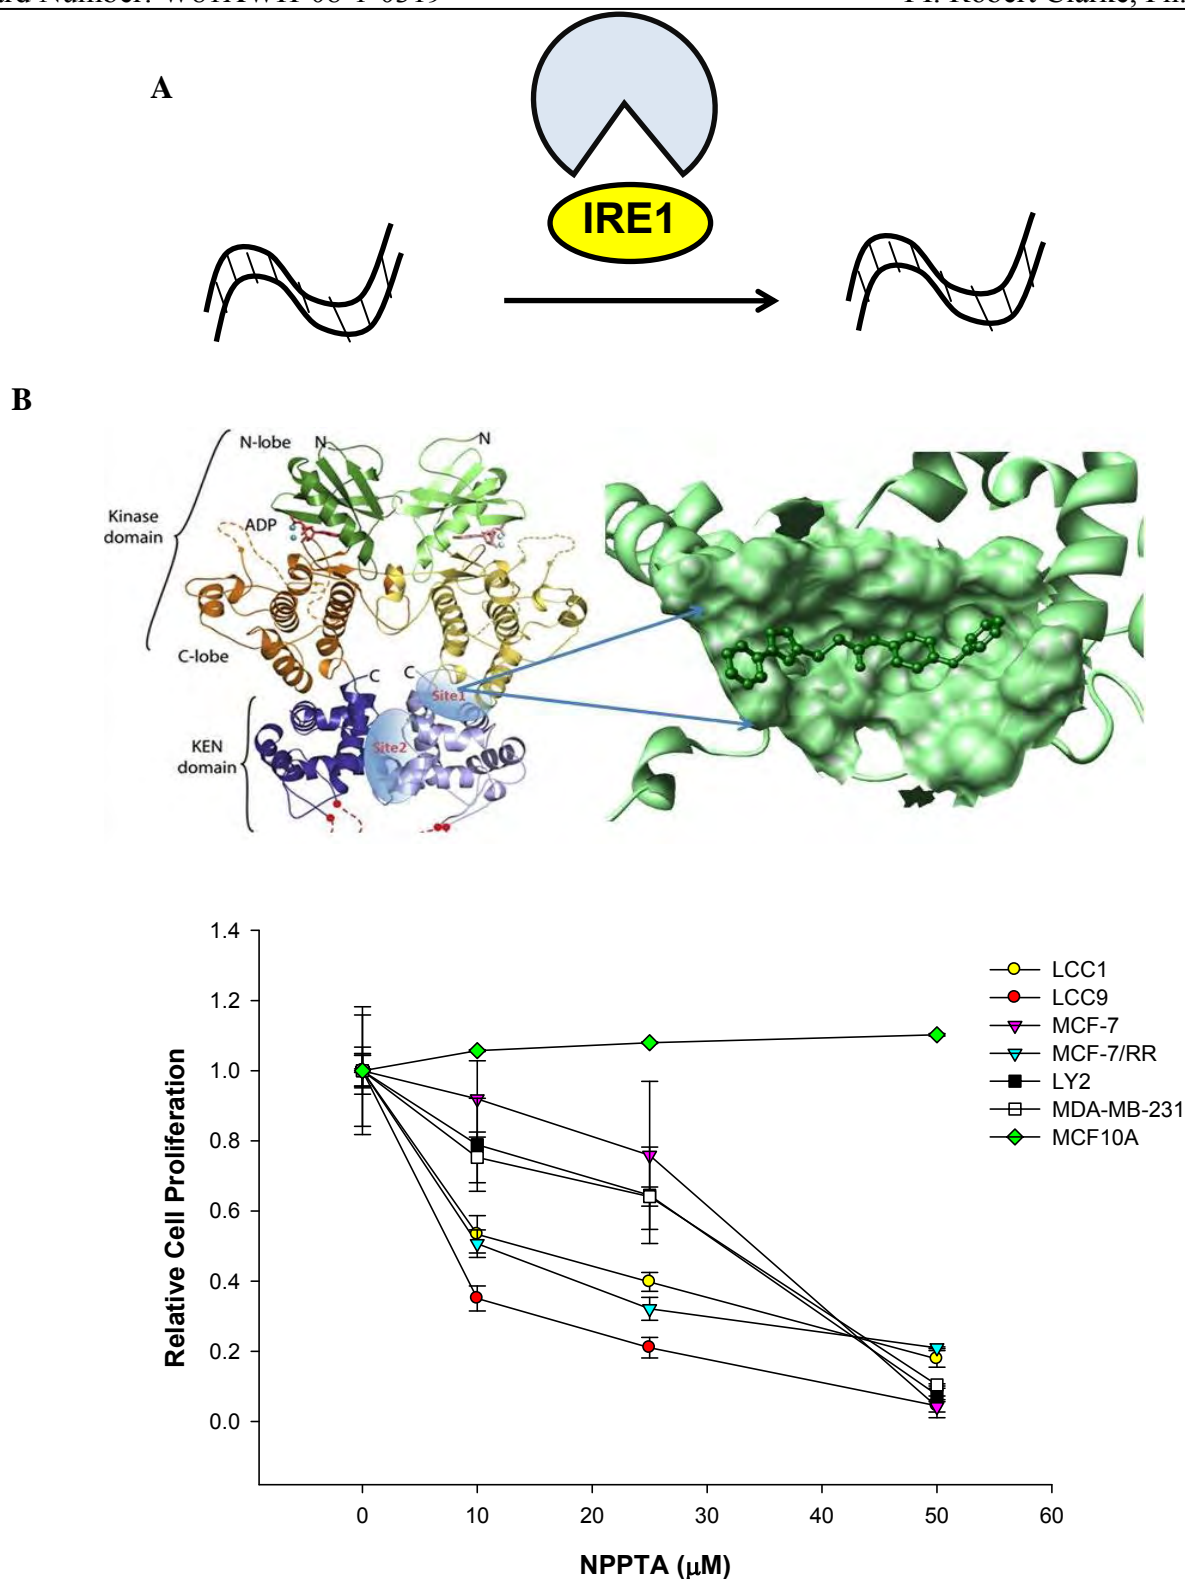 A
IRE1
B
N-lobe
N
N
Kinase
domain
ADP
C-lobe
C
C
Site1
KEN
domain
Site2
1.4
1.2
1.0
0.8
0.6
0.4
0.2
0.0
Relative Cell Proliferation
LCC1
LCC9
MCF-7
MCF-7/RR
LY2
MDA-MB-231
MCF10A
0 10 20 30 40 50 60
NPPTA (μM)